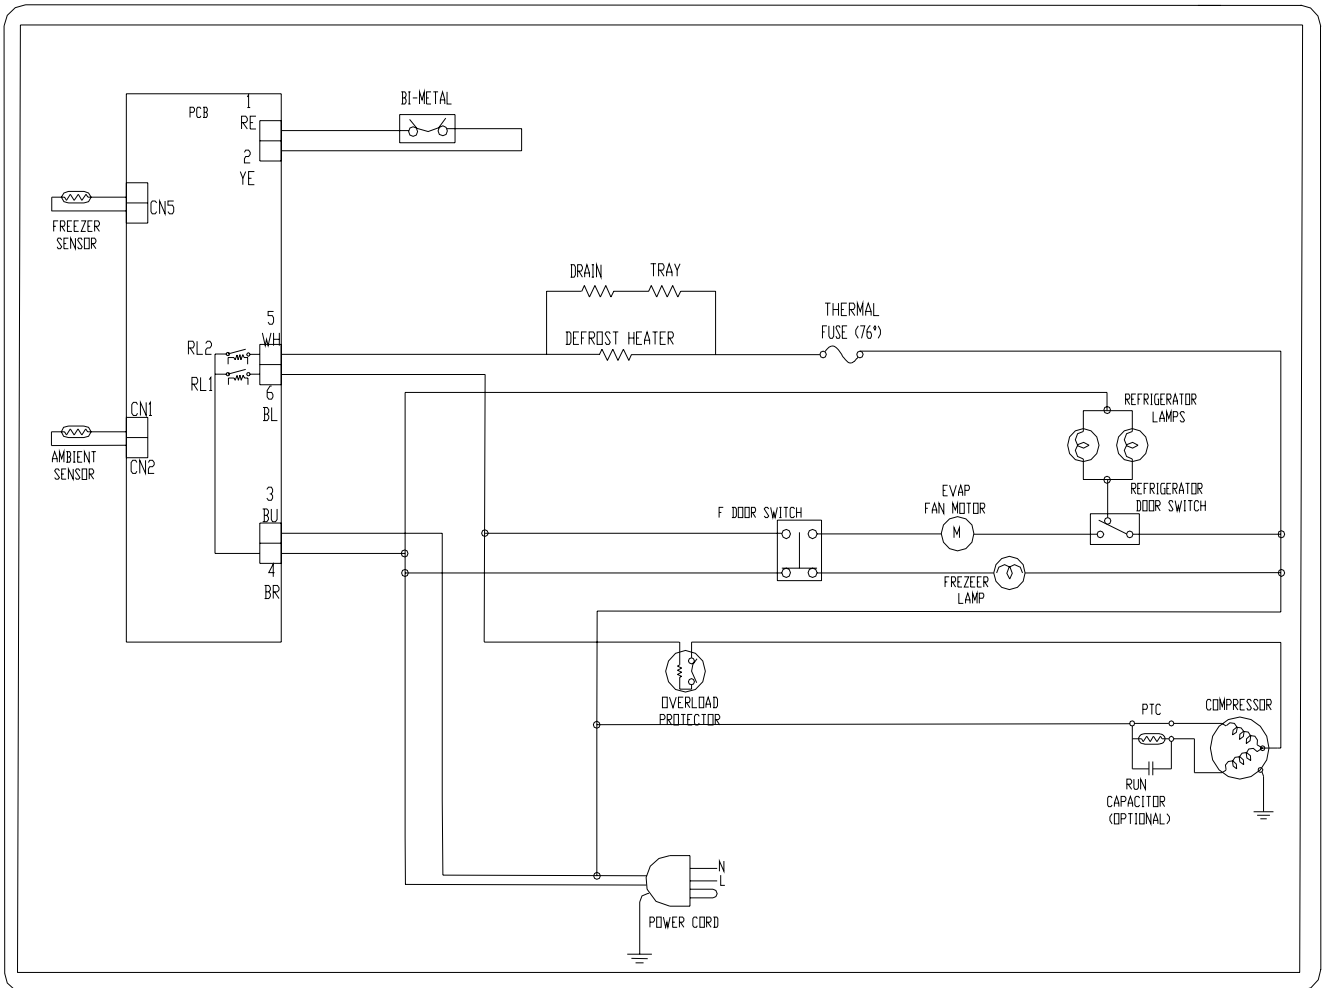 PCB
1
RE
2
YE
BI-METAL
CN5
FREEZER
SENSOR
DRAIN
TRAY
DEFROST HEATER
THERMAL
FUSE (76°)
5
WH
RL2
RL1
6
BL
CN1
CN2
AMBIENT
SENSOR
3
BU
4
BR
REFRIGERATOR
LAMPS
REFRIGERATOR
DOOR SWITCH
EVAP
FAN MOTOR
M
F DOOR SWITCH
FREZEER
LAMP
OVERLOAD
PROTECTOR
PTC
COMPRESSOR
RUN
CAPACITOR
(OPTIONAL)
N
L
POWER CORD